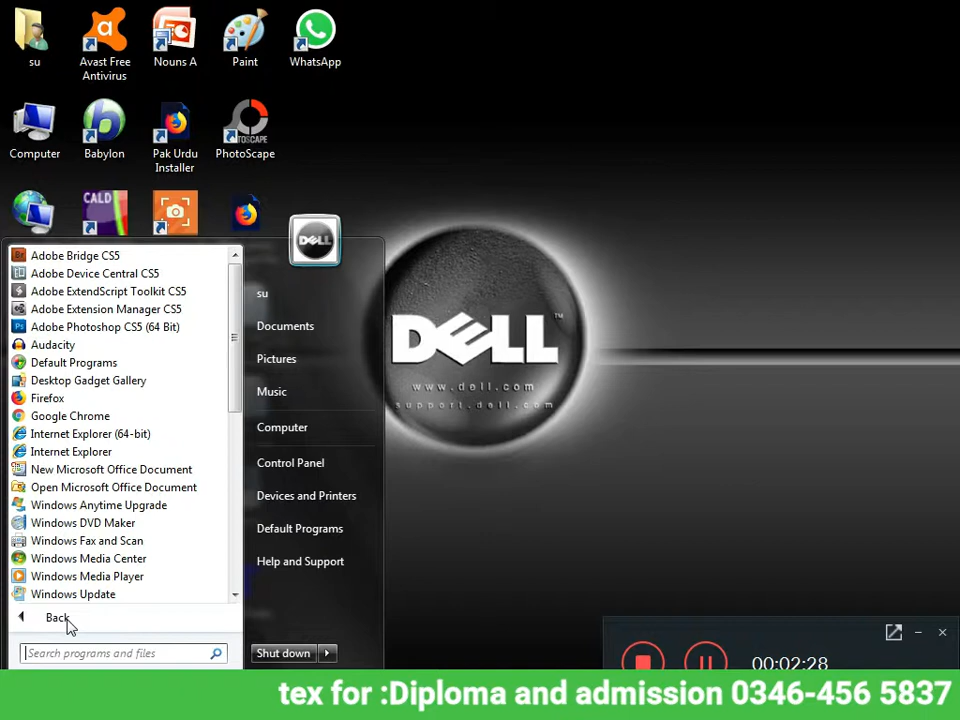 su
Avast Free
Antivirus
Nouns A
Paint
WhatsApp
Computer
Babylon
Pak Urdu
Installer
PhotoScape
OTOSCAPE
CALD
Adobe Bridge CS5
Adobe Device Central CS5
Adobe ExtendScript Toolkit CS5
Adobe Extension Manager CS5
Adobe Photoshop CS5 (64 Bit)
Audacity
Default Programs
Desktop Gadget Gallery
Firefox
Google Chrome
Internet Explorer (64-bit)
Internet Explorer
New Microsoft Office Document
Open Microsoft Office Document
Windows Anytime Upgrade
Windows DVD Maker
Windows Fax and Scan
Windows Media Center
Windows Media Player
Windows Update
Back
Search programs and files
DELL
su
Documents
Pictures
Music
Computer
Control Panel
Devices and Printers
Default Programs
Help and Support
Shut down
DELL™
www.dell.com
support.dell.com
00:02:28
tex for :Diploma and admission 0346-456 5837